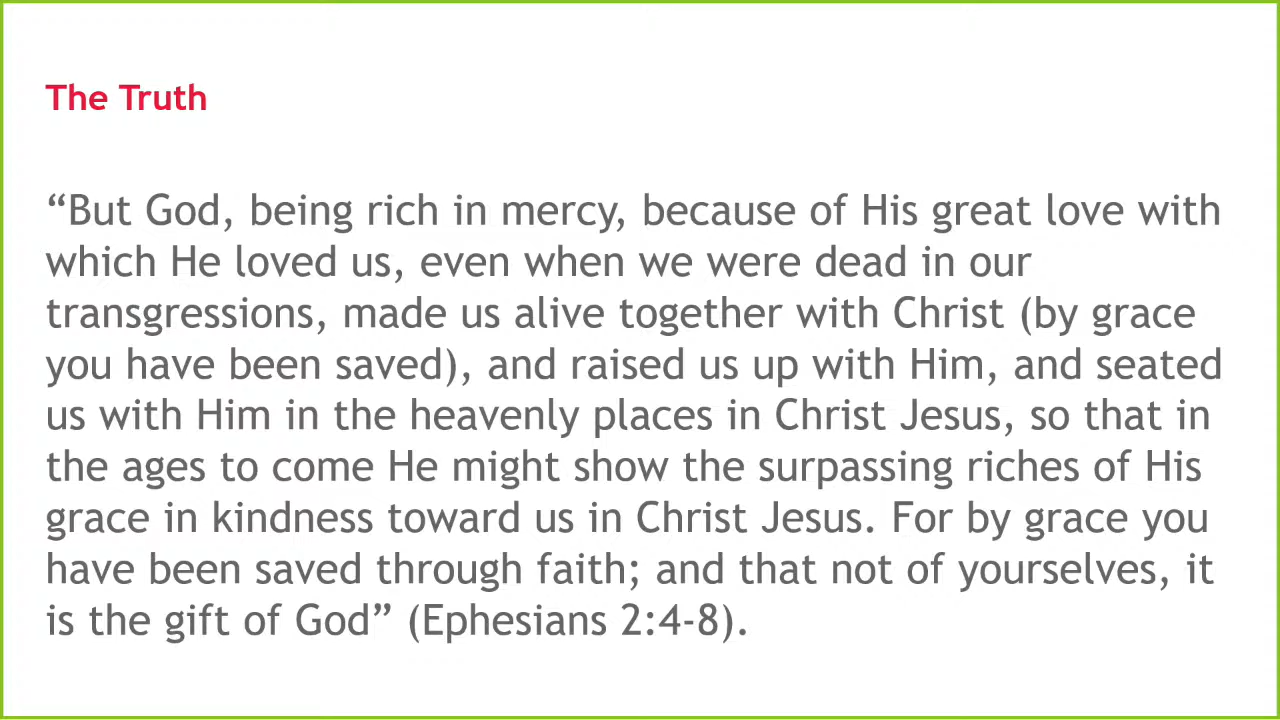 The Truth
“But God, being rich in mercy, because of His great love with
which He loved us, even when we were dead in our
transgressions, made us alive together with Christ (by grace
you have been saved), and raised us up with Him, and seated
us with Him in the heavenly places in Christ Jesus, so that in
the ages to come He might show the surpassing riches of His
grace in kindness toward us in Christ Jesus. For by grace you
have been saved through faith; and that not of yourselves, it
is the gift of God” (Ephesians 2:4-8).